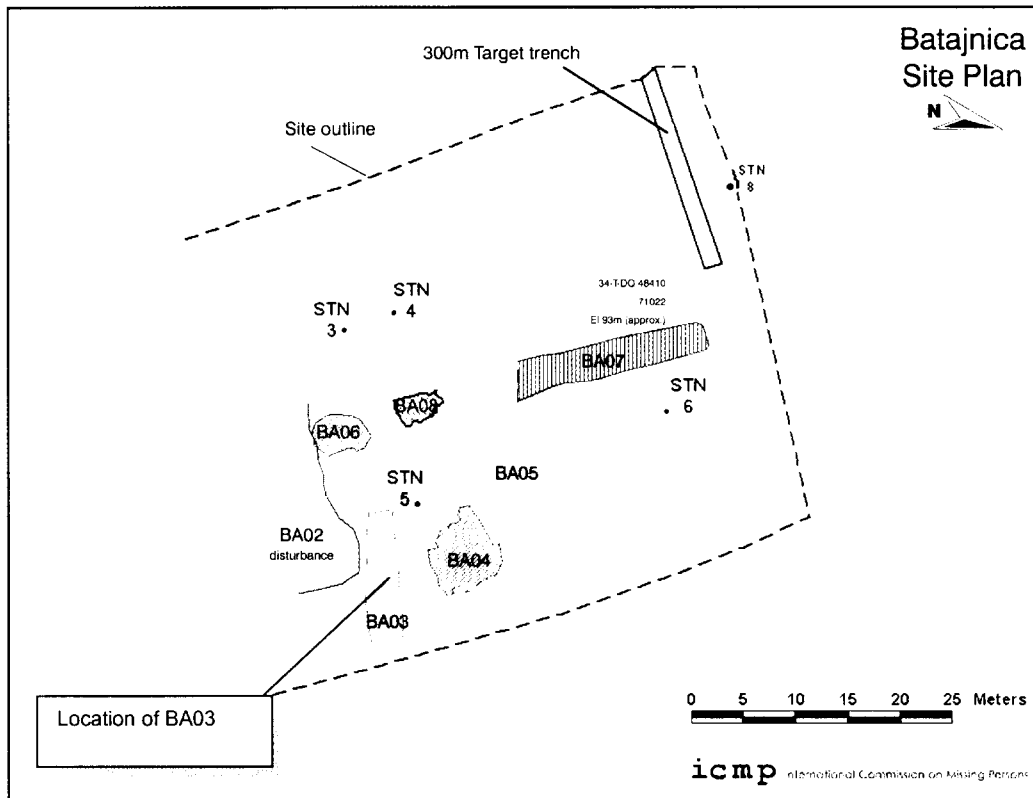 Batajnica
Site Plan
N
300m Target trench
Site outline
STN
8
34-T-DQ 48410
71022
El 93m (approx.)
STN
4
STN
3
BA07
STN
6
BA08
BA06
BA05
STN
5
BA02
disturbance
BA04
BA03
Location of BA03
0 5 10 15 20 25 Meters
icmp International Commission on Missing Persons